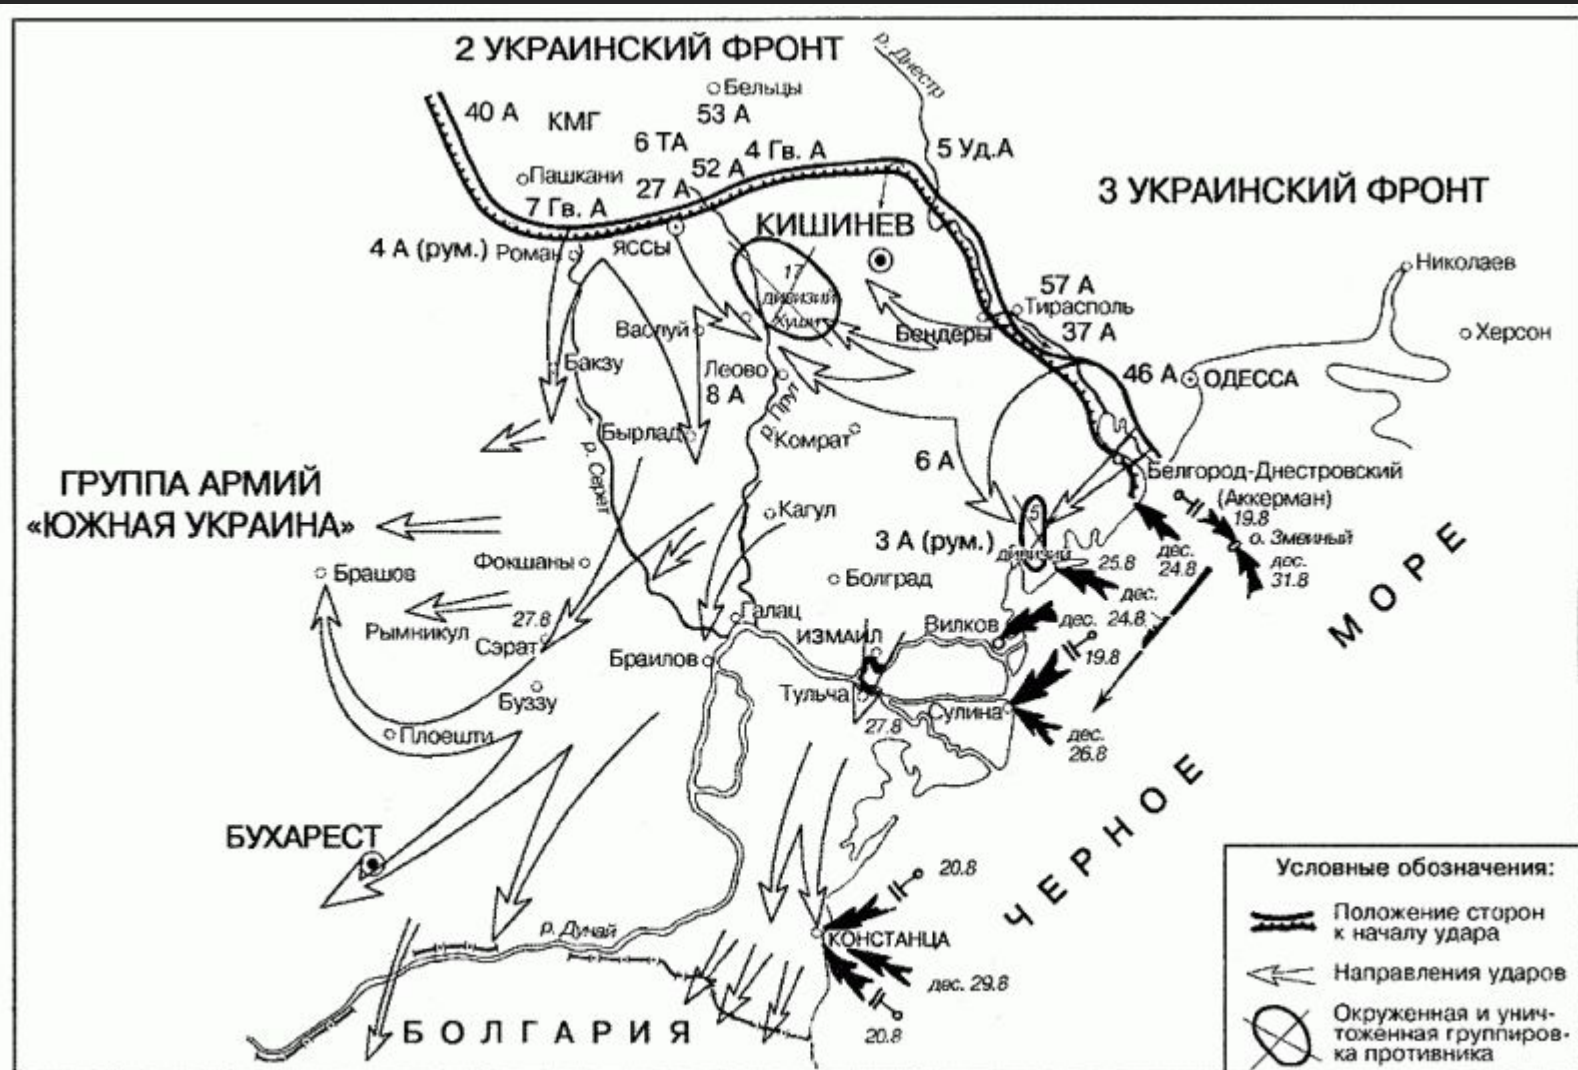 2 УКРАИНСКИЙ ФРОНТ
р. Днестр
Бельцы
40 А
КМГ
53 А
6 ТА
4 Гв. А
5 Уд.А
52 А
Пашкани
27 А
3 УКРАИНСКИЙ ФРОНТ
7 Гв. А
КИШИНЕВ
4 А (рум.)
Роман
ЯССЫ
Николаев
17
дивизий
Хуши
57 А
Тирасполь
Васлуй
Бендеры
37 А
Херсон
Бакэу
Леово
8 А
46 А
ОДЕССА
р. Прут
Бырлад
Комрат
р. Серет
6 А
Белгород-Днестровский
(Аккерман)
ГРУППА АРМИЙ
«ЮЖНАЯ УКРАИНА»
Кагул
5
дивизий
19.8
о. Змеиный
3 А (рум.)
дес.
24.8
дес.
31.8
Фокшаны
25.8
Брашов
Болград
дес.
24.8
Рымникул
27.8
Сэрат
Галац
ИЗМАИЛ
Вилков
дес.
19.8
МОРЕ
Браилов
Буззу
Тульча
27.8
Сулина
дес.
26.8
Плоешти
ЧЕРНОЕ
БУХАРЕСТ
20.8
р. Дунай
КОНСТАНЦА
дес. 29.8
20.8
БОЛГАРИЯ
Условные обозначения:
Положение сторон
к началу удара
Направления ударов
Окруженная и унич-
тоженная группиров-
ка противника